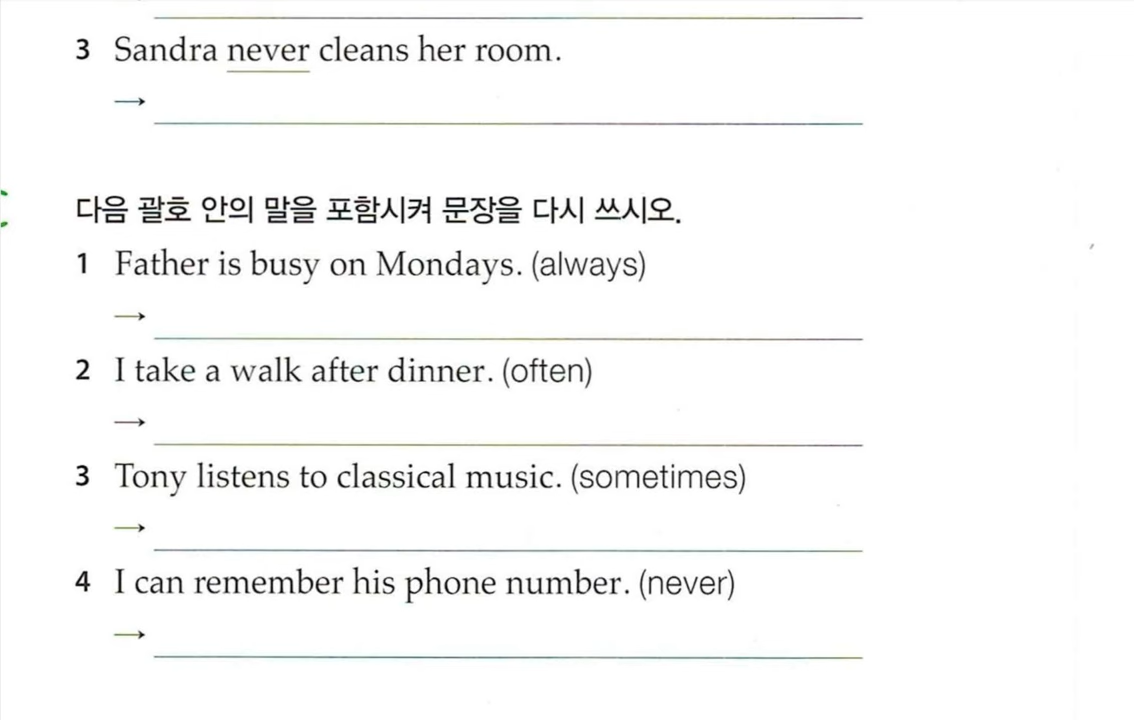 3 Sandra never cleans her room.
→
다음 괄호 안의 말을 포함시켜 문장을 다시 쓰시오.
1 Father is busy on Mondays. (always)
→
2 I take a walk after dinner. (often)
→
3 Tony listens to classical music. (sometimes)
→
4 I can remember his phone number. (never)
→